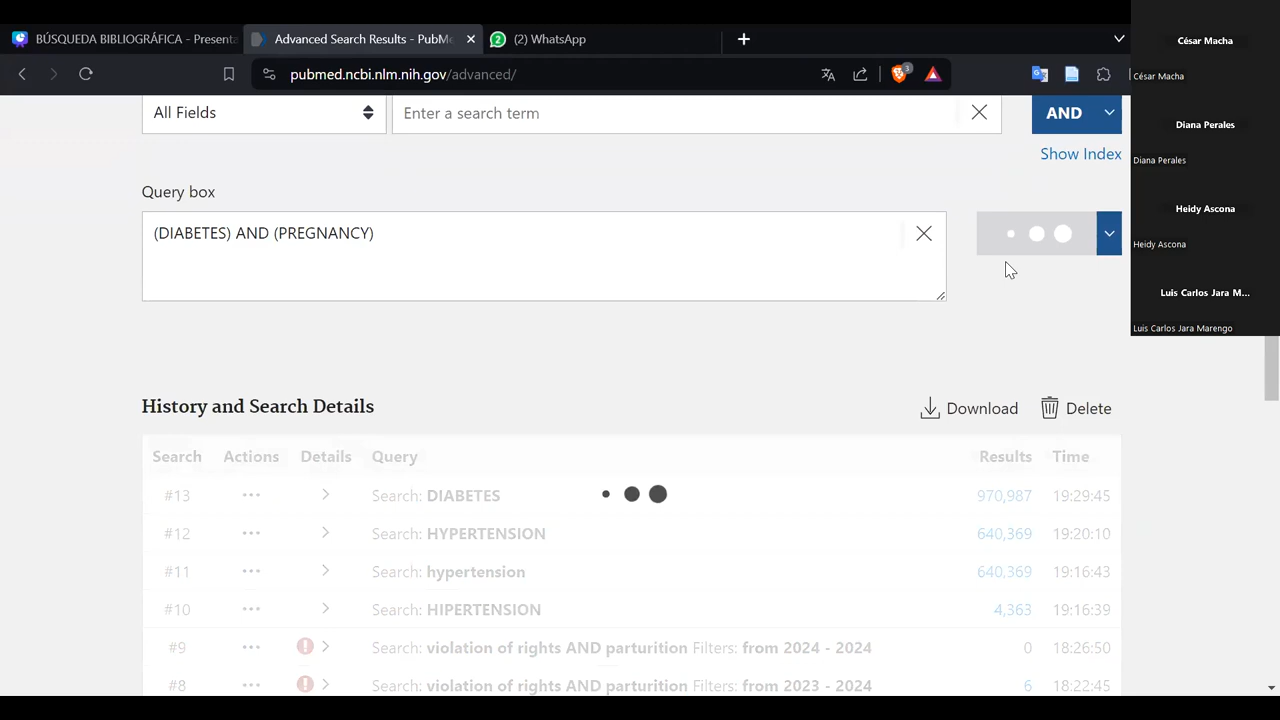 BÚSQUEDA BIBLIOGRÁFICA - Presenta
Advanced Search Results - PubMe
2
(2) WhatsApp
pubmed.ncbi.nlm.nih.gov/advanced/
3
César Macha
César Macha
Diana Perales
Diana Perales
Heidy Ascona
Heidy Ascona
Luis Carlos Jara M...
Luis Carlos Jara Marengo
All Fields
Enter a search term
AND
Show Index
Query box
(DIABETES) AND (PREGNANCY)
History and Search Details
Download
Delete
Search Actions Details Query Results Time
#13 ... > Search: DIABETES 970,987 19:29:45
#12 ... > Search: HYPERTENSION 640,369 19:20:10
#11 ... > Search: hypertension 640,369 19:16:43
#10 ... > Search: HIPERTENSION 4,363 19:16:39
#9 ... ! > Search: violation of rights AND parturition Filters: from 2024 - 2024 0 18:26:50
#8 ... ! > Search: violation of rights AND parturition Filters: from 2023 - 2024 6 18:22:45